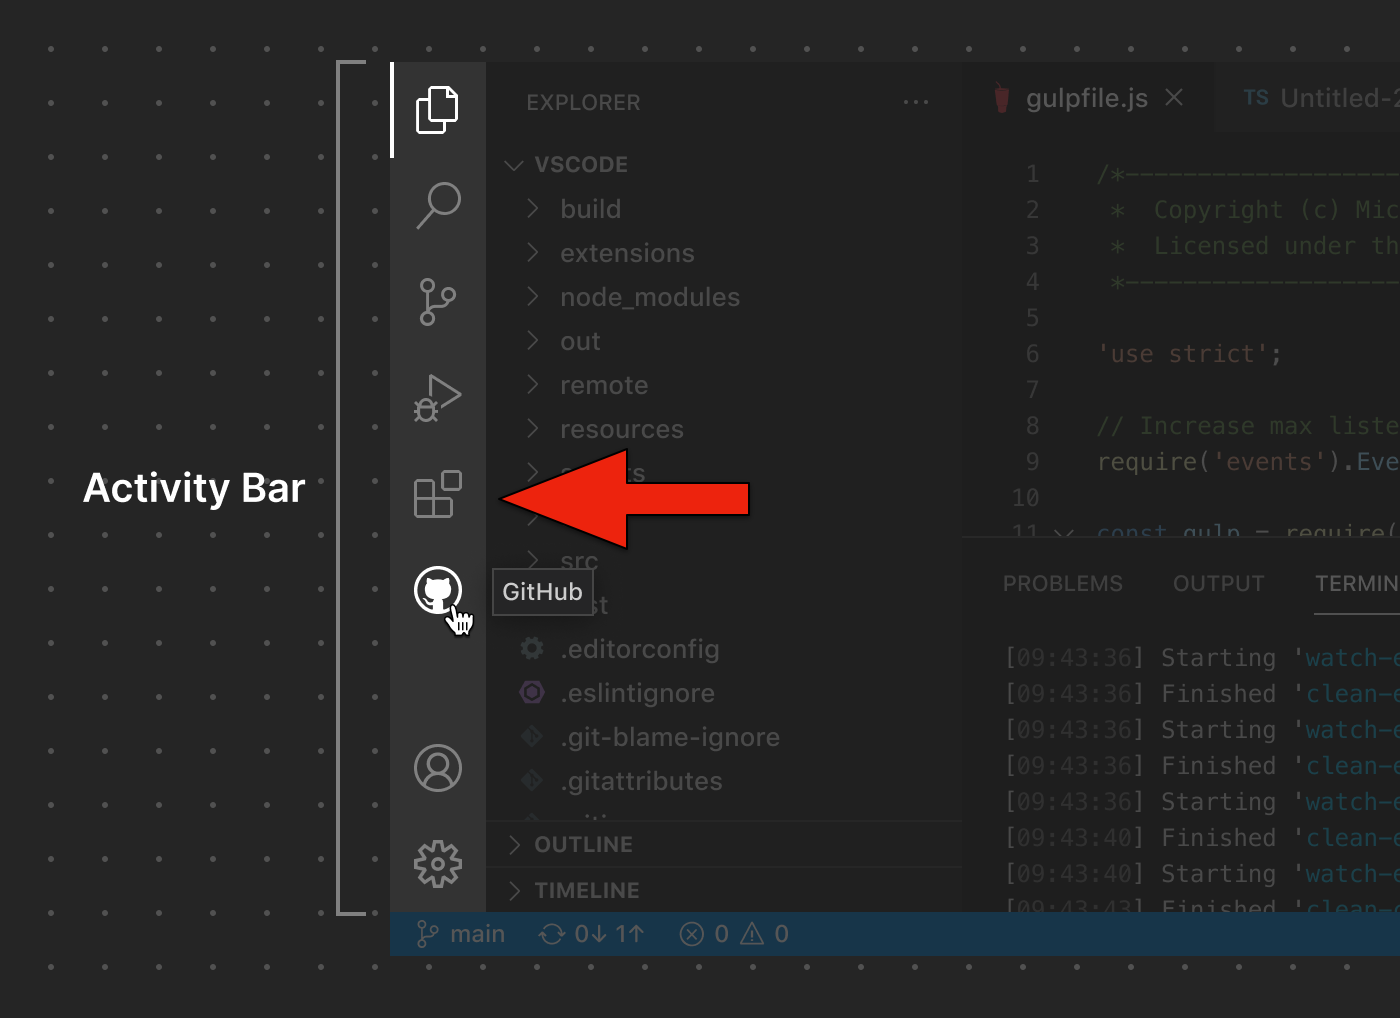 Activity Bar
EXPLORER
VSCODE
build
extensions
node_modules
out
remote
resources
src
GitHub
.editorconfig
.eslintignore
.git-blame-ignore
.gitattributes
OUTLINE
TIMELINE
main 0↓ 1↑ 0 0
gulpfile.js
TS Untitled-2
1 /*
2 * Copyright (c) Mic
3 * Licensed under th
4 *
5
6 'use strict';
7
8 // Increase max liste
9 require('events').Eve
10
11 const gulp = require(
PROBLEMS OUTPUT TERMIN
[09:43:36] Starting 'watch-e
[09:43:36] Finished 'clean-e
[09:43:36] Starting 'watch-e
[09:43:36] Finished 'clean-e
[09:43:36] Starting 'watch-e
[09:43:40] Finished 'clean-e
[09:43:40] Starting 'watch-e
[09:43:43] Finished 'clean-